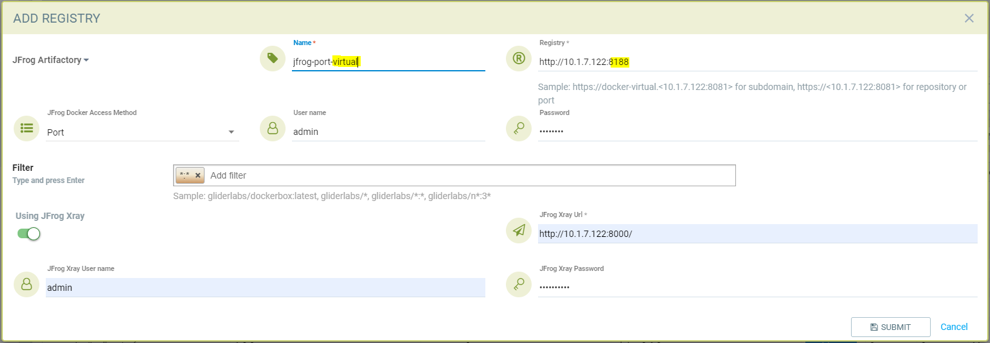 ADD REGISTRY
JFrog Artifactory
Name *
jfrog-port-virtual
Registry *
http://10.1.7.122:8188
Sample: https://docker-virtual.<10.1.7.122:8081> for subdomain, https://<10.1.7.122:8081> for repository or
port
JFrog Docker Access Method
Port
User name
admin
Password
••••••••
Filter
Type and press Enter
*:* ×
Add filter
Sample: gliderlabs/dockerbox:latest, gliderlabs/*, gliderlabs/*:*, gliderlabs/n*:3*
Using JFrog Xray
JFrog Xray Url *
http://10.1.7.122:8000/
JFrog Xray User name
admin
JFrog Xray Password
••••••••••
SUBMIT
Cancel